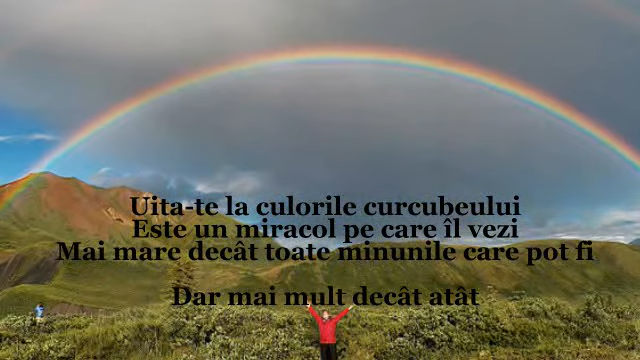 Uita-te la culorile curcubeului
Este un miracol pe care îl vezi
Mai mare decât toate minunile care pot fi
Dar mai mult decât atât